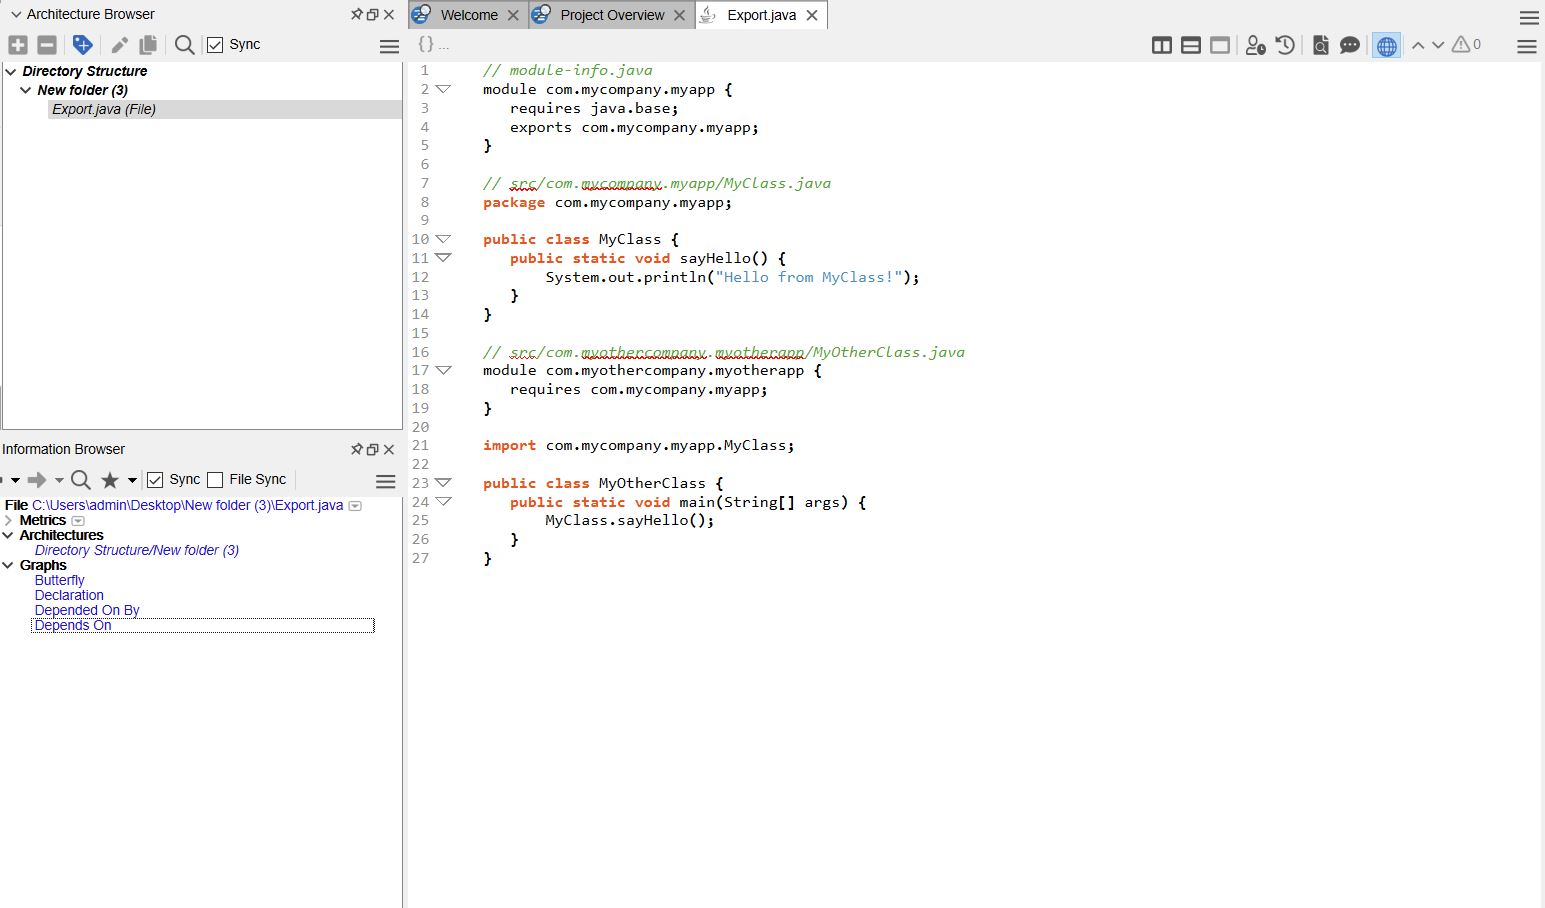 Architecture Browser
Sync
Directory Structure
New folder (3)
Export.java (File)
Information Browser
Sync File Sync
File C:\Users\admin\Desktop\New folder (3)\Export.java
Metrics
Architectures
Directory Structure/New folder (3)
Graphs
Butterfly
Declaration
Depended On By
Depends On
Welcome Project Overview Export.java
{} ...
0
1 // module-info.java
2 module com.mycompany.myapp {
3 requires java.base;
4 exports com.mycompany.myapp;
5 }
6
7 // src/com.mycompany.myapp/MyClass.java
8 package com.mycompany.myapp;
9
10 public class MyClass {
11 public static void sayHello() {
12 System.out.println("Hello from MyClass!");
13 }
14 }
15
16 // src/com.myothercompany.myotherapp/MyOtherClass.java
17 module com.myothercompany.myotherapp {
18 requires com.mycompany.myapp;
19 }
20
21 import com.mycompany.myapp.MyClass;
22
23 public class MyOtherClass {
24 public static void main(String[] args) {
25 MyClass.sayHello();
26 }
27 }